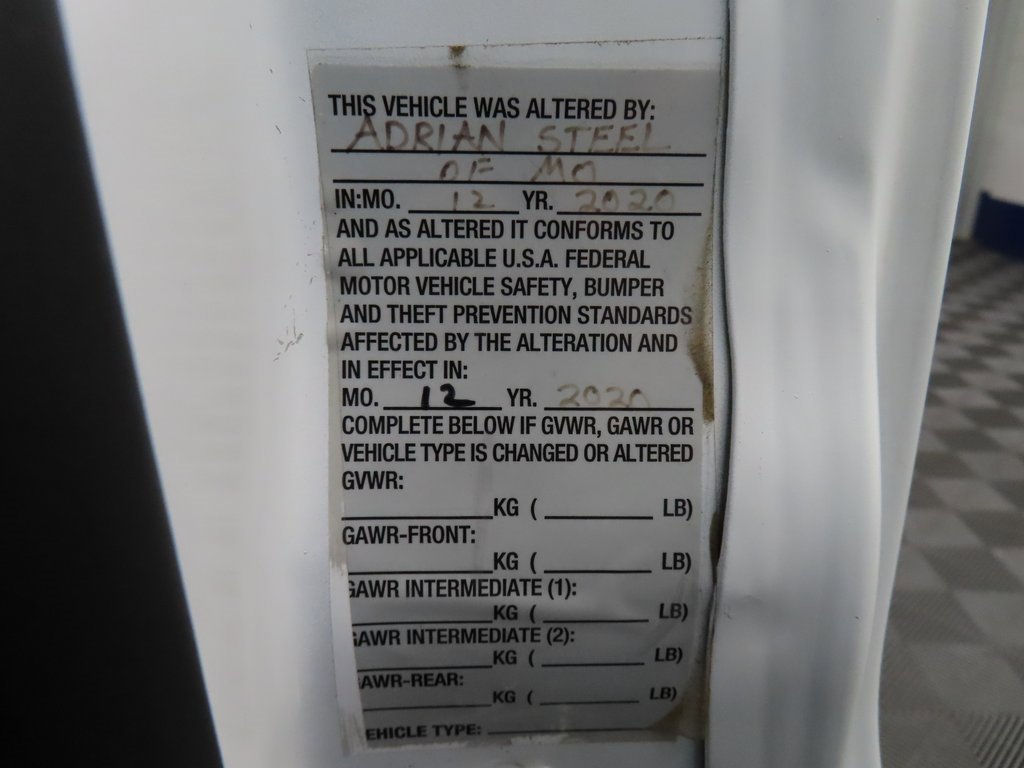 THIS VEHICLE WAS ALTERED BY:
ADRIAN STEEL
OF MO
IN:MO. 12 YR. 2020
AND AS ALTERED IT CONFORMS TO
ALL APPLICABLE U.S.A. FEDERAL
MOTOR VEHICLE SAFETY, BUMPER
AND THEFT PREVENTION STANDARDS
AFFECTED BY THE ALTERATION AND
IN EFFECT IN:
MO. 12 YR. 2020
COMPLETE BELOW IF GVWR, GAWR OR
VEHICLE TYPE IS CHANGED OR ALTERED
GVWR:
KG ( LB)
GAWR-FRONT:
KG ( LB)
GAWR INTERMEDIATE (1):
KG ( LB)
GAWR INTERMEDIATE (2):
KG ( LB)
AWR-REAR:
KG ( LB)
EHICLE TYPE: